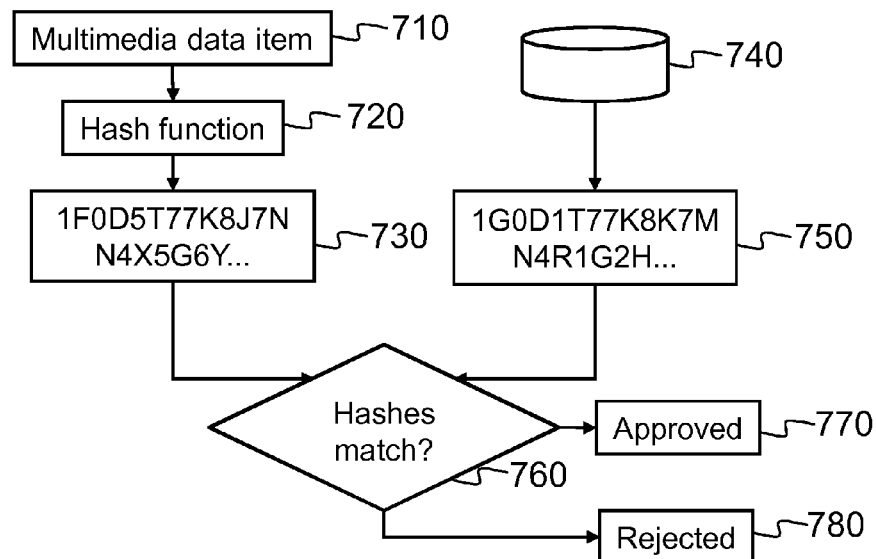 Multimedia data item
710
740
Hash function
720
1F0D5T77K8J7N
N4X5G6Y...
730
1G0D1T77K8K7M
N4R1G2H...
750
Hashes
match?
760
Approved
770
Rejected
780